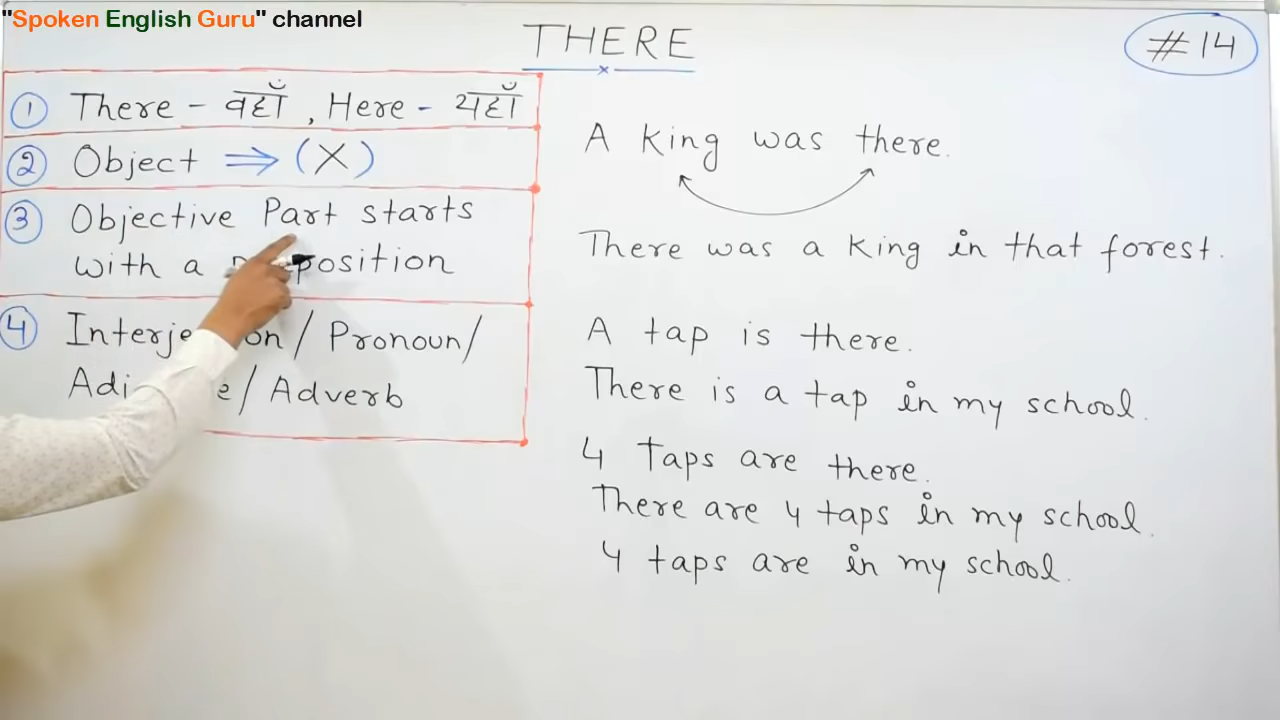 "Spoken English Guru" channel
THERE
#14
1 There - वहाँ , Here - यहाँ
2 Object ⇒ (X)
3 Objective Part starts
with a
4 Pronoun/
/ Adverb
A king was there.
There was a king in that forest.
A tap is there.
There is a tap in my school.
4 Taps are there.
There are 4 taps in my school.
4 taps are in my school.